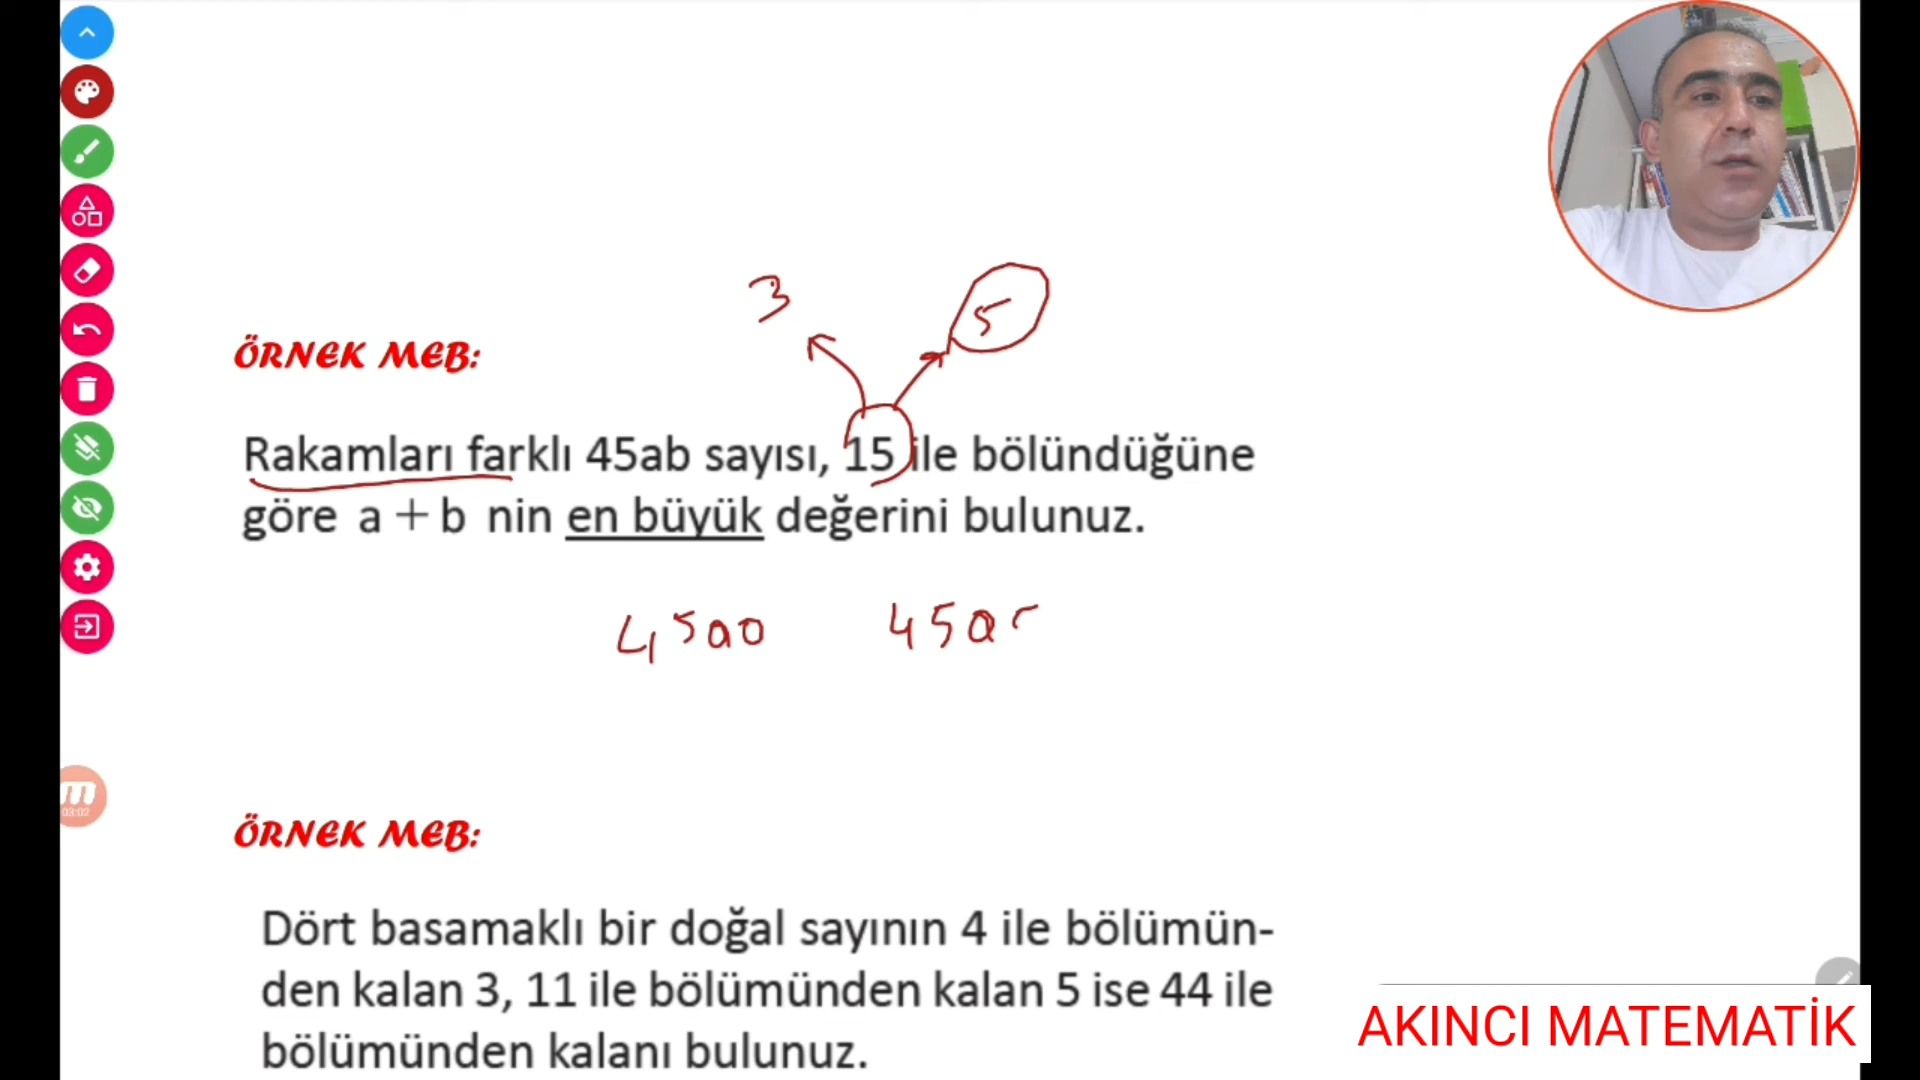 3
5
ÖRNEK MEB:
Rakamları farklı 45ab sayısı, 15 ile bölündüğüne
göre a + b nin en büyük değerini bulunuz.
45a0 45a
ÖRNEK MEB:
Dört basamaklı bir doğal sayının 4 ile bölümün-
den kalan 3, 11 ile bölümünden kalan 5 ise 44 ile
bölümünden kalanı bulunuz.
AKINCI MATEMATİK